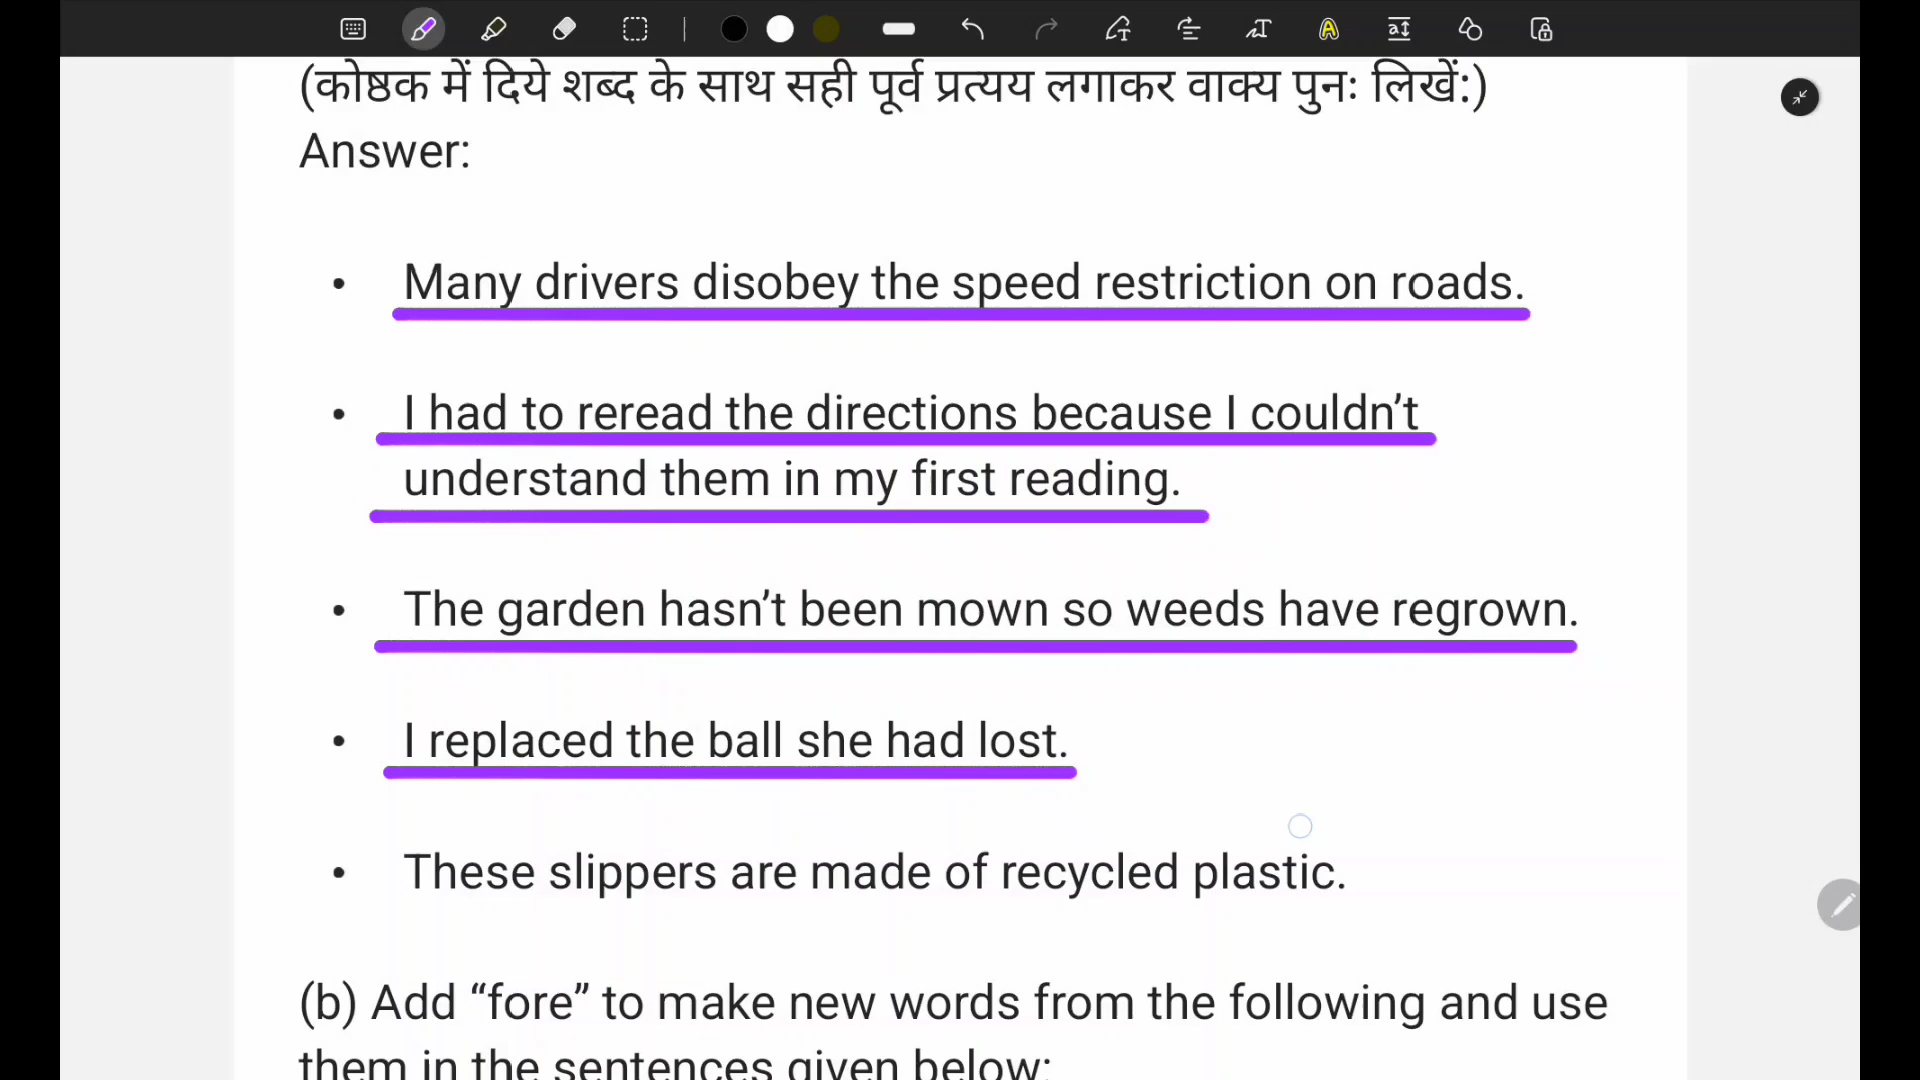 (कोष्ठक में दिये शब्द के साथ सही पूर्व प्रत्यय लगाकर वाक्य पुनः लिखें:)
Answer:
• Many drivers disobey the speed restriction on roads.
• I had to reread the directions because I couldn’t
understand them in my first reading.
• The garden hasn’t been mown so weeds have regrown.
• I replaced the ball she had lost.
• These slippers are made of recycled plastic.
(b) Add “fore” to make new words from the following and use
them in the sentences given below: